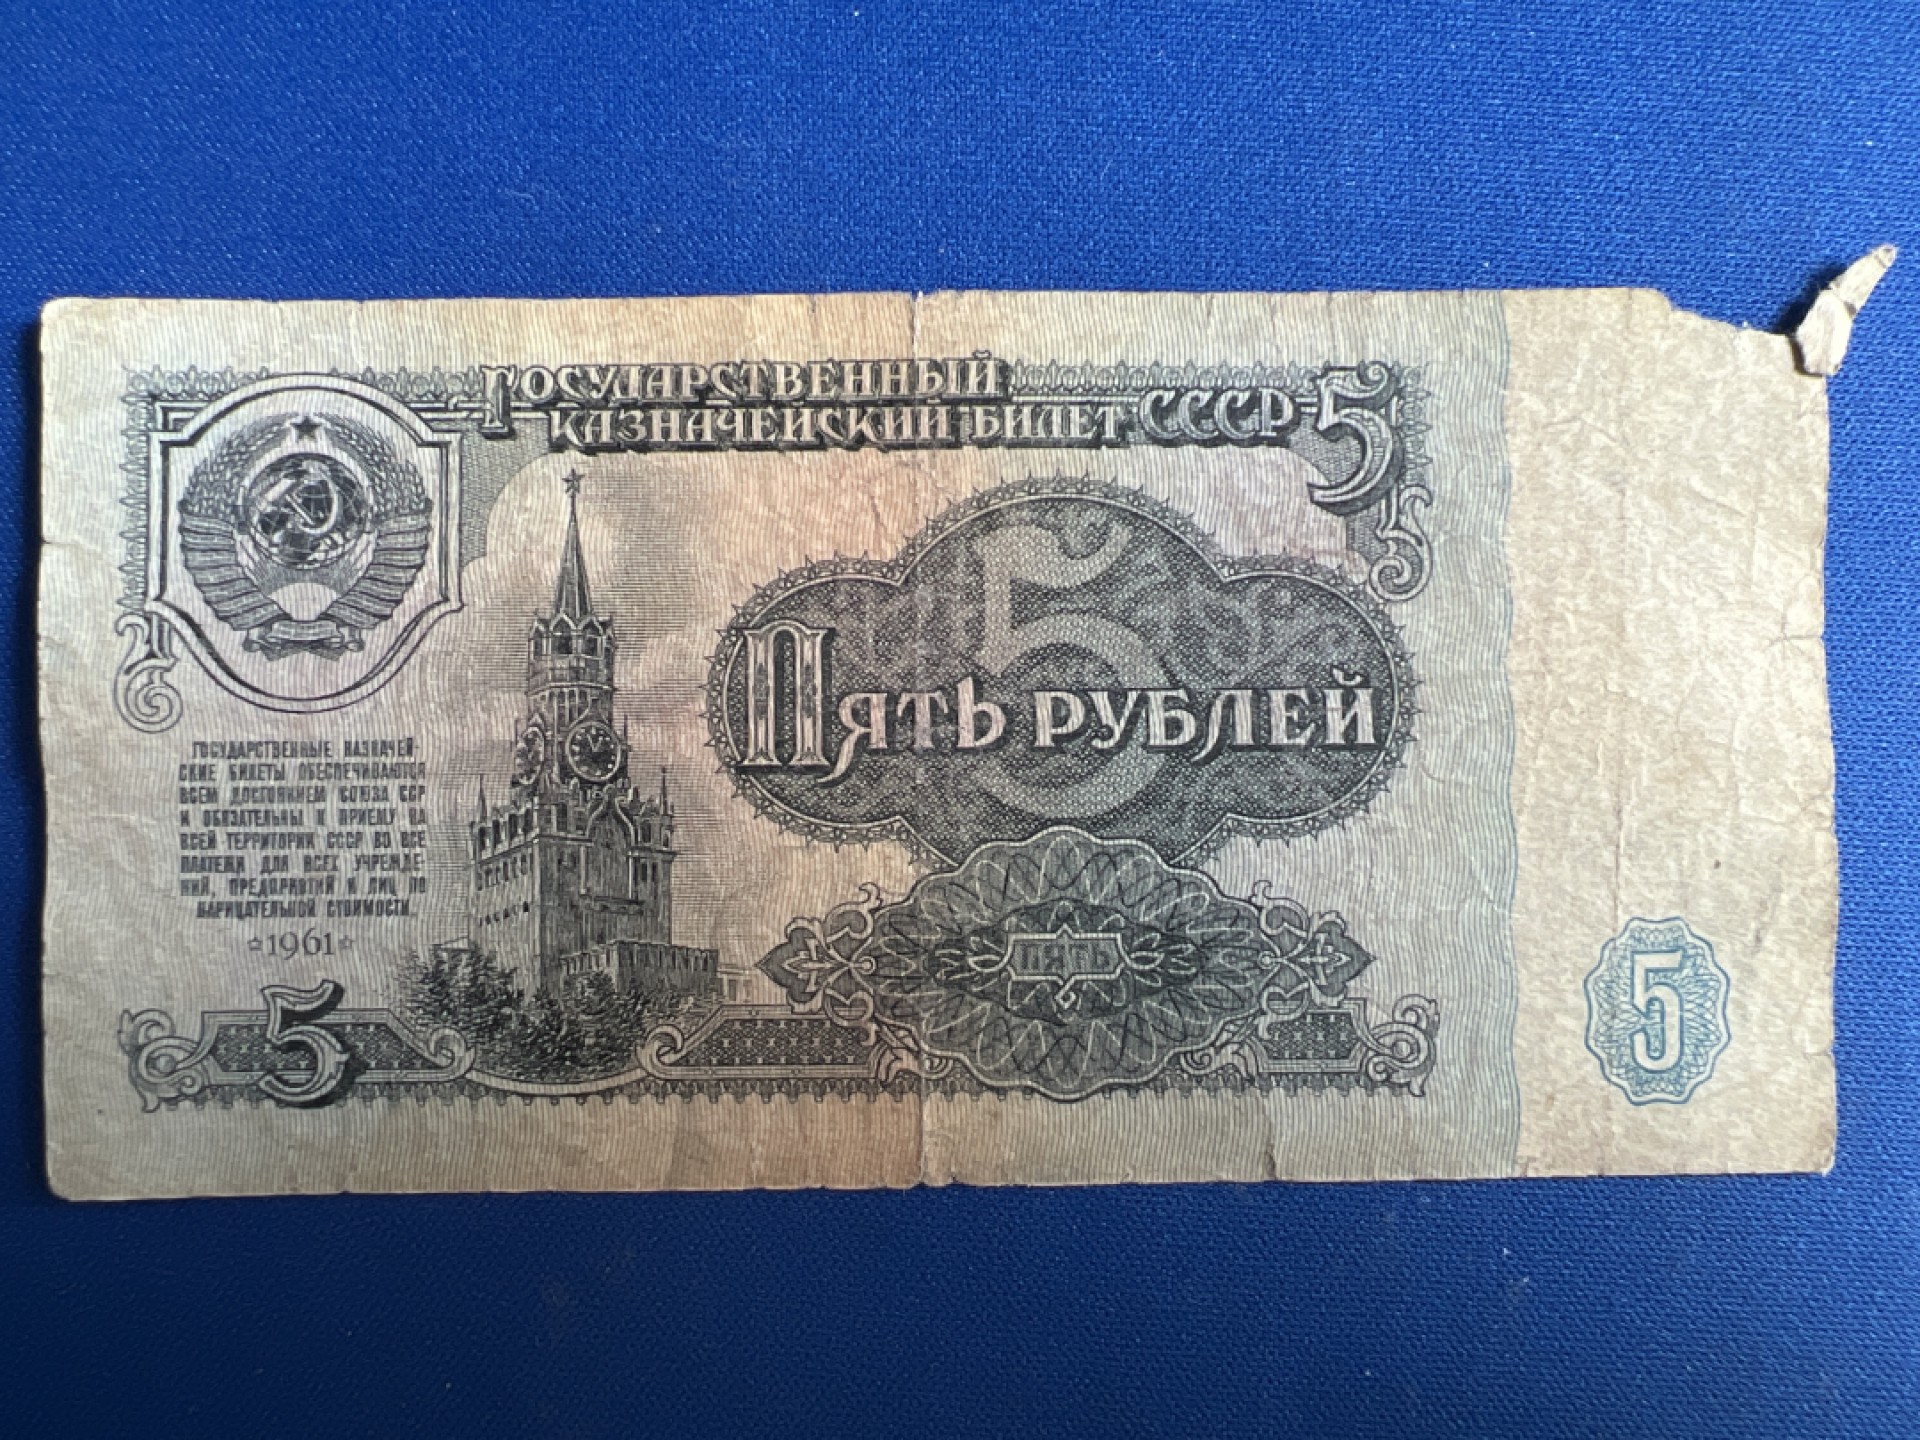 ГОСУДАРСТВЕННЫЙ
КАЗНАЧЕЙСКИЙ БИЛЕТ СССР 5
5
ПЯТЬ РУБЛЕЙ
ГОСУДАРСТВЕННЫЕ КАЗНАЧЕЙ-
СКИЕ БИЛЕТЫ ОБЕСПЕЧИВАЮТСЯ
ВСЕМ ДОСТОЯНИЕМ СОЮЗА ССР
И ОБЯЗАТЕЛЬНЫ К ПРИЕМУ НА
ВСЕЙ ТЕРРИТОРИИ СССР ВО ВСЕ
ПЛАТЕЖИ ДЛЯ ВСЕХ УЧРЕЖДЕ-
НИЙ, ПРЕДПРИЯТИЙ И ЛИЦ ПО
НАРИЦАТЕЛЬНОЙ СТОИМОСТИ.
☆1961☆
ПЯТЬ
5
5